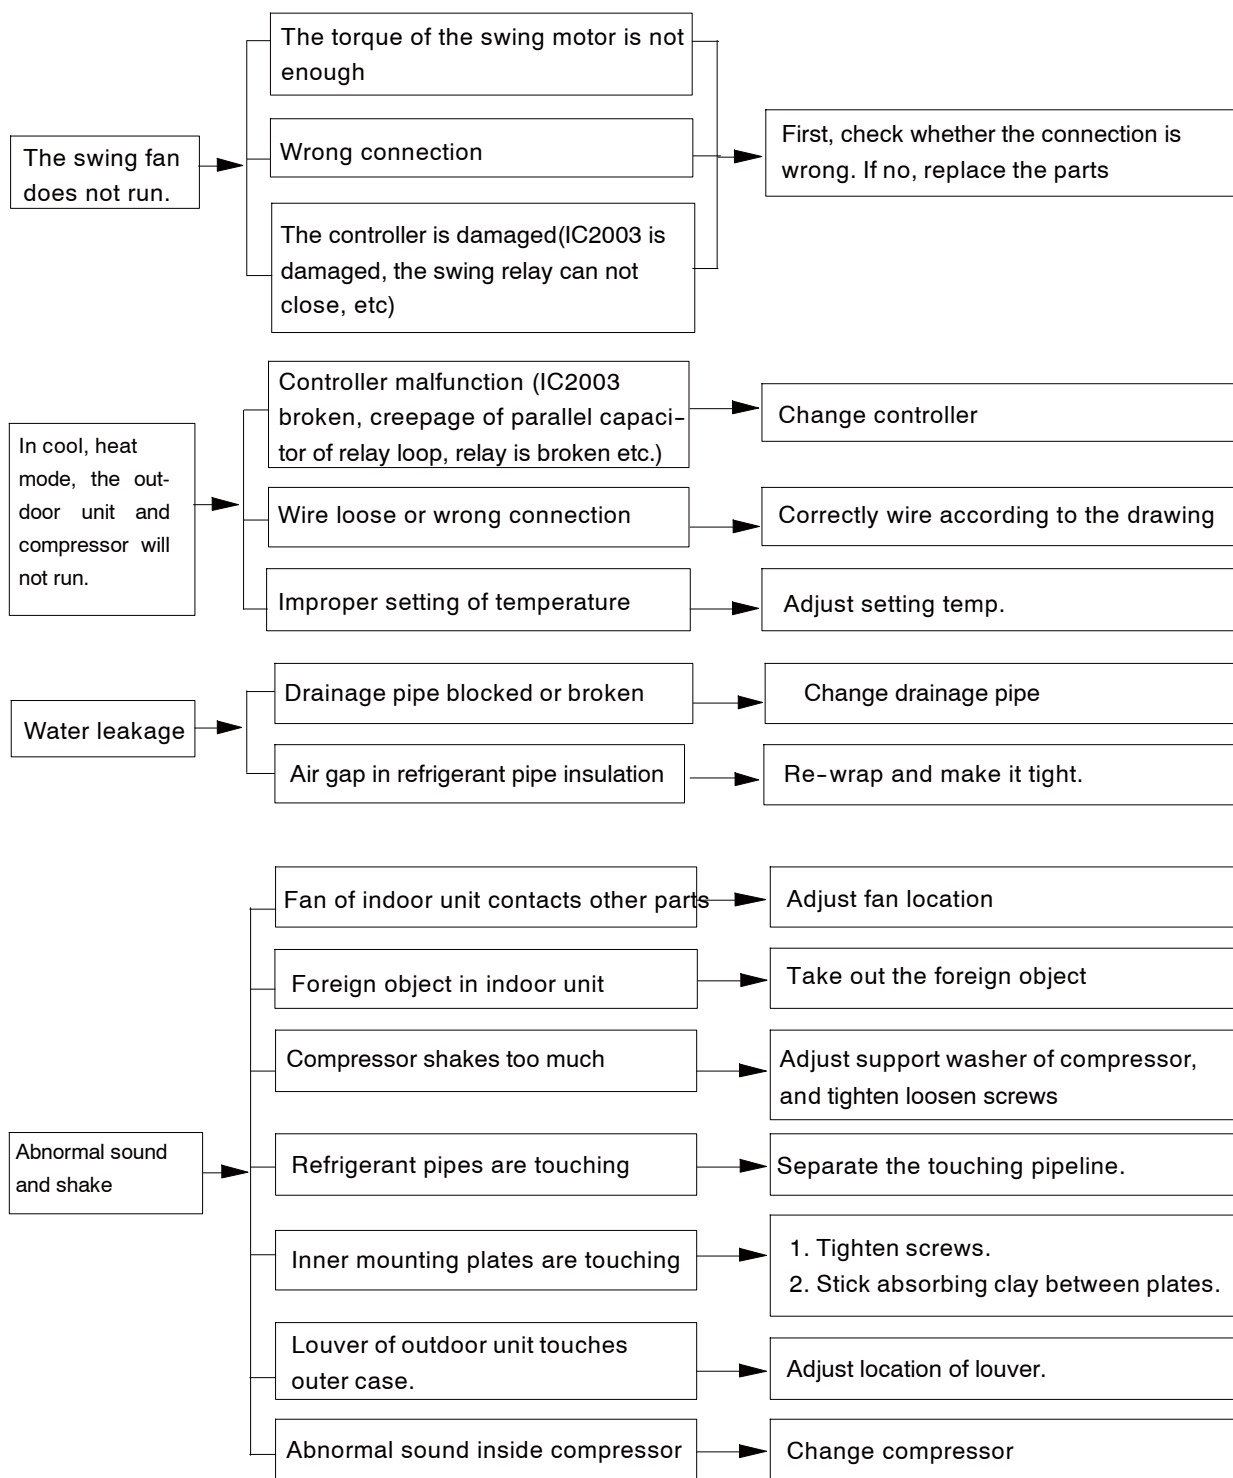 The swing fan
does not run.
The torque of the swing motor is not
enough
Wrong connection
The controller is damaged(IC2003 is
damaged, the swing relay can not
close, etc)
First, check whether the connection is
wrong. If no, replace the parts
In cool, heat
mode, the out-
door unit and
compressor will
not run.
Controller malfunction (IC2003
broken, creepage of parallel capaci-
tor of relay loop, relay is broken etc.)
Change controller
Wire loose or wrong connection
Correctly wire according to the drawing
Improper setting of temperature
Adjust setting temp.
Water leakage
Drainage pipe blocked or broken
Change drainage pipe
Air gap in refrigerant pipe insulation
Re-wrap and make it tight.
Abnormal sound
and shake
Fan of indoor unit contacts other parts
Adjust fan location
Foreign object in indoor unit
Take out the foreign object
Compressor shakes too much
Adjust support washer of compressor,
and tighten loosen screws
Refrigerant pipes are touching
Separate the touching pipeline.
Inner mounting plates are touching
1. Tighten screws.
2. Stick absorbing clay between plates.
Louver of outdoor unit touches
outer case.
Adjust location of louver.
Abnormal sound inside compressor
Change compressor